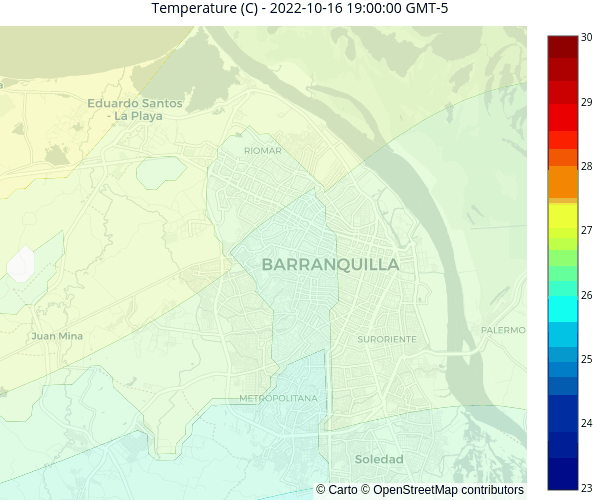 Temperature (C) - 2022-10-16 19:00:00 GMT-5
30
29
28
27
26
25
24
23
Eduardo Santos
- La Playa
RIOMAR
BARRANQUILLA
Juan Mina
SURORIENTE
PALERMO
METROPOLITANA
Soledad
© Carto © OpenStreetMap contributors